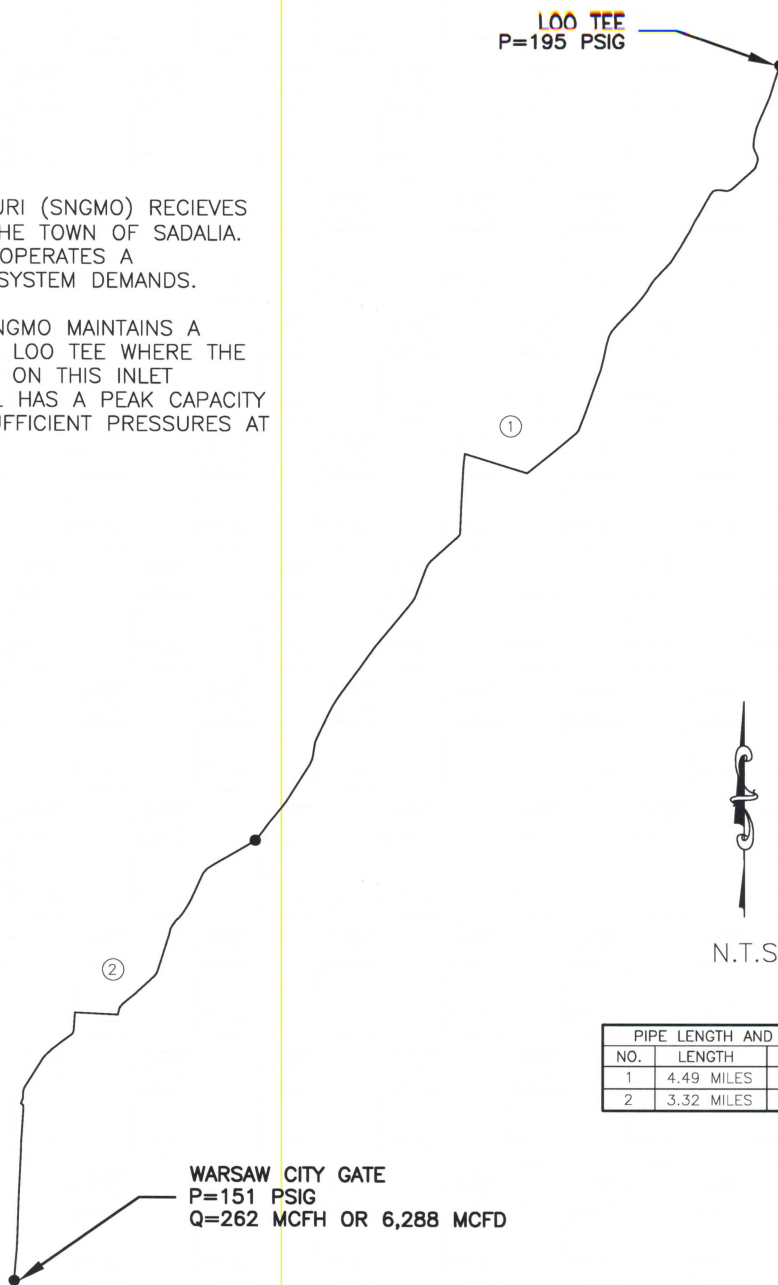 LOO TEE
P=195 PSIG
URI (SNGMO) RECIEVES
HE TOWN OF SADALIA.
OPERATES A
SYSTEM DEMANDS.
NGMO MAINTAINS A
LOO TEE WHERE THE
ON THIS INLET
L HAS A PEAK CAPACITY
UFFICIENT PRESSURES AT
1
2
N.T.S
PIPE LENGTH AND
NO. LENGTH
1 4.49 MILES
2 3.32 MILES
WARSAW CITY GATE
P=151 PSIG
Q=262 MCFH OR 6,288 MCFD